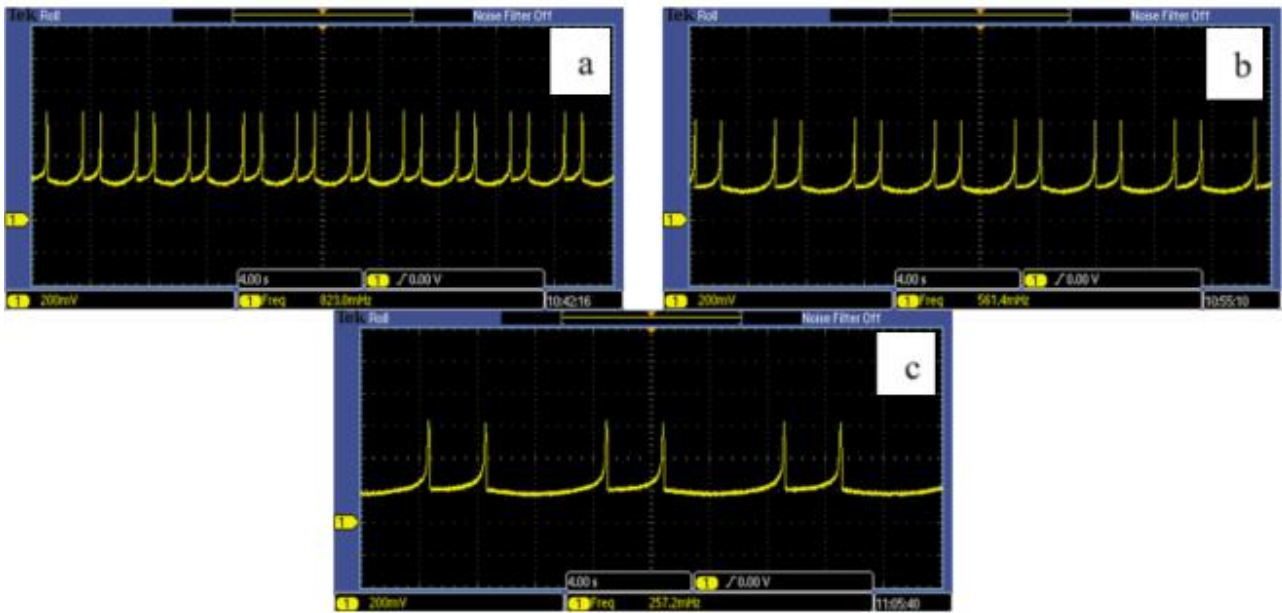 Tek Roll Noise Filter Off
a
1
4.00 s 1 / 0.00 V
1 200mV 1 Freq 823.0mHz 10:42:16
Tek Roll Noise Filter Off
b
1
4.00 s 1 / 0.00 V
1 200mV 1 Freq 561.4mHz 10:55:10
Tek Roll Noise Filter Off
c
1
4.00 s 1 / 0.00 V
1 200mV 1 Freq 257.2mHz 11:05:40